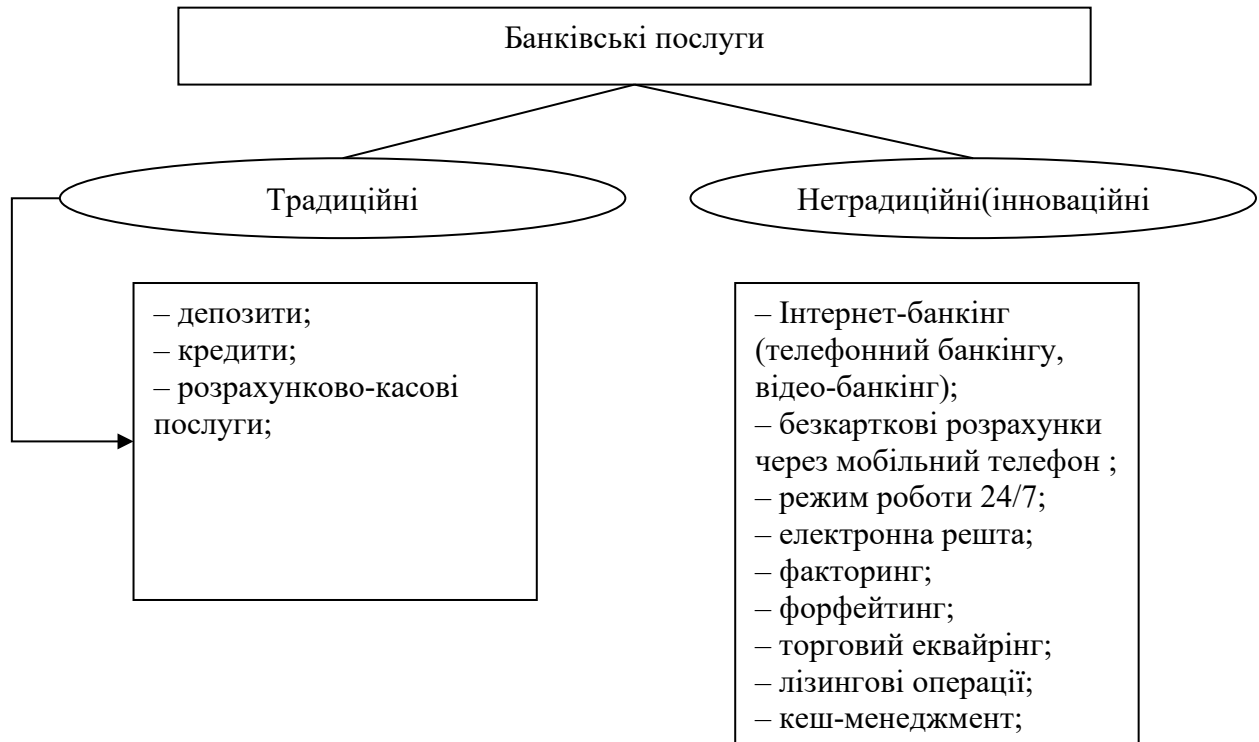 Банківські послуги
Традиційні
Нетрадиційні(інноваційні
– депозити;
– кредити;
– розрахунково-касові
послуги;
– Інтернет-банкінг
(телефонний банкінгу,
відео-банкінг);
– безкарткові розрахунки
через мобільний телефон ;
– режим роботи 24/7;
– електронна решта;
– факторинг;
– форфейтинг;
– торговий еквайрінг;
– лізингові операції;
– кеш-менеджмент;